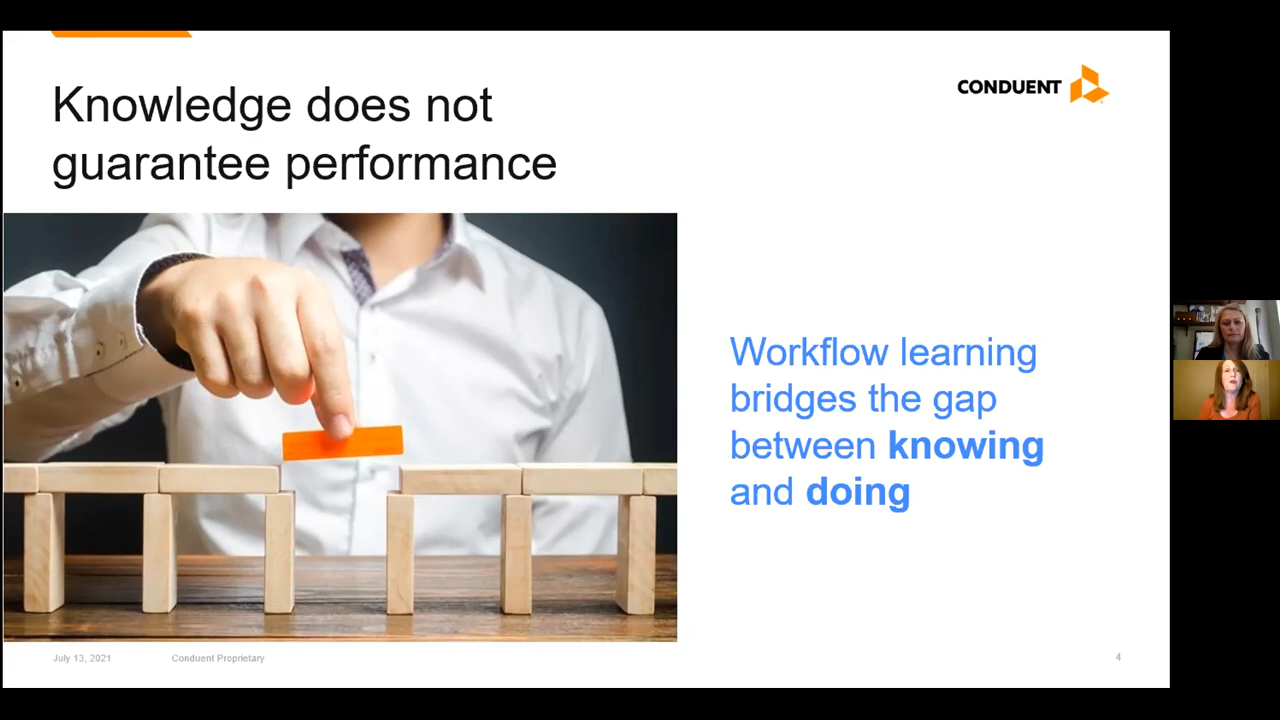 Knowledge does not
guarantee performance
CONDUENT
Workflow learning
bridges the gap
between knowing
and doing
July 13, 2021
Conduent Proprietary
4